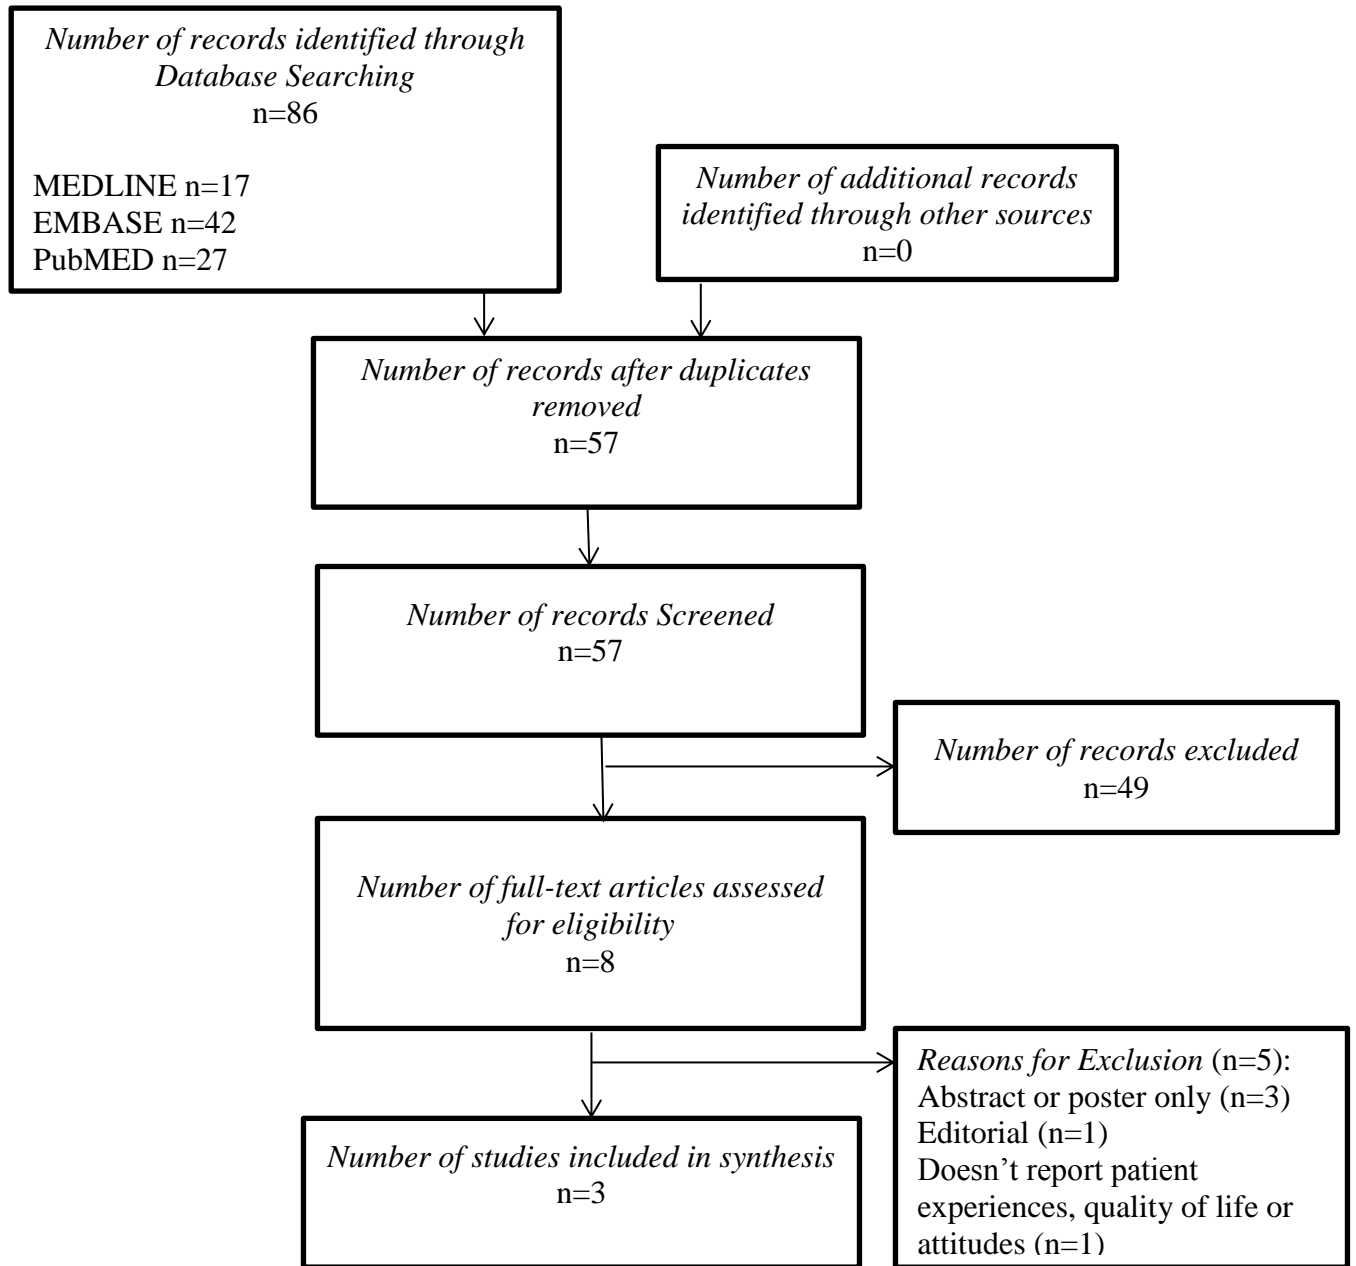 Number of records identified through
Database Searching
n=86
MEDLINE n=17
EMBASE n=42
PubMED n=27
Number of additional records
identified through other sources
n=0
Number of records after duplicates
removed
n=57
Number of records Screened
n=57
Number of records excluded
n=49
Number of full-text articles assessed
for eligibility
n=8
Reasons for Exclusion (n=5):
Abstract or poster only (n=3)
Editorial (n=1)
Doesn’t report patient
experiences, quality of life or
attitudes (n=1)
Number of studies included in synthesis
n=3